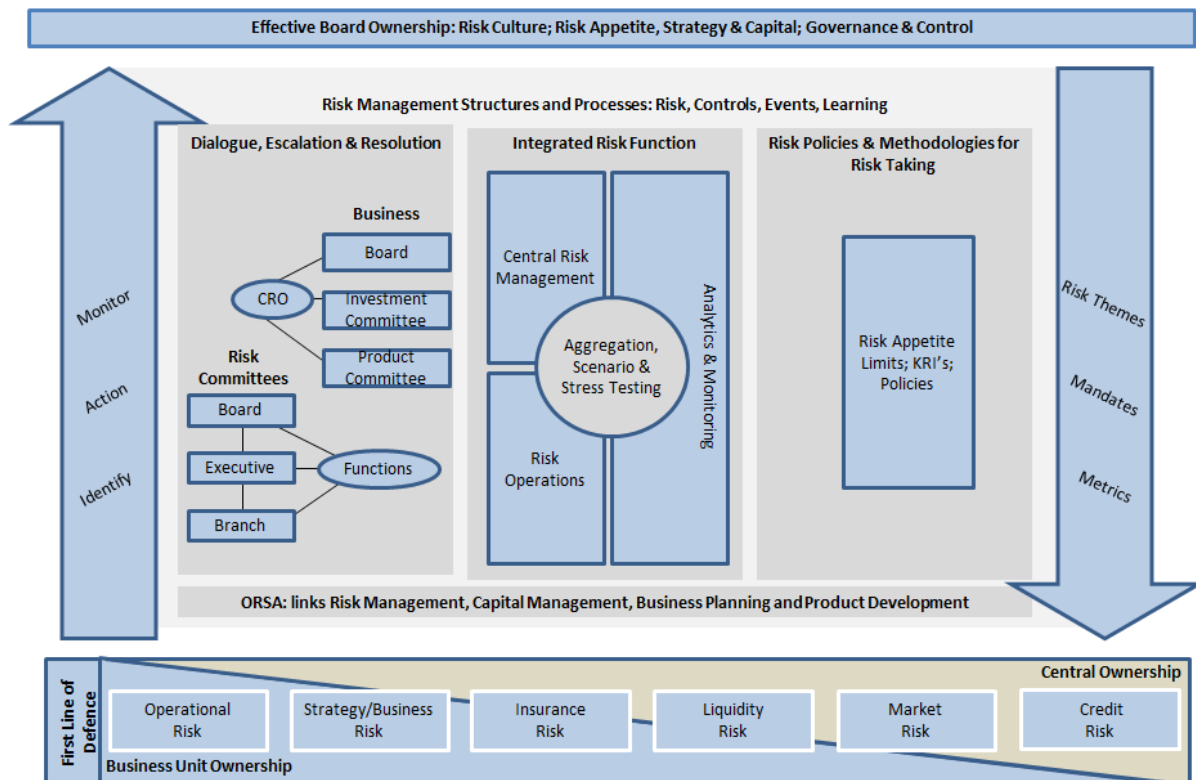 Effective Board Ownership: Risk Culture; Risk Appetite, Strategy & Capital; Governance & Control
Risk Management Structures and Processes: Risk, Controls, Events, Learning
Monitor
Action
Identify
Dialogue, Escalation & Resolution
Business
Board
CRO
Investment
Committee
Product
Committee
Risk
Committees
Board
Executive
Functions
Branch
Integrated Risk Function
Central Risk
Management
Aggregation,
Scenario &
Stress Testing
Analytics & Monitoring
Risk
Operations
Risk Policies & Methodologies for
Risk Taking
Risk Appetite
Limits; KRI's;
Policies
Risk Themes
Mandates
Metrics
ORSA: links Risk Management, Capital Management, Business Planning and Product Development
First Line of
Defence
Central Ownership
Operational
Risk
Strategy/Business
Risk
Insurance
Risk
Liquidity
Risk
Market
Risk
Credit
Risk
Business Unit Ownership